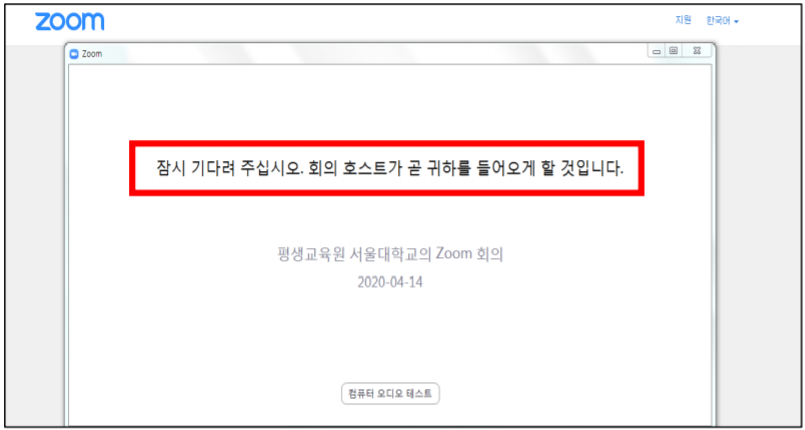 zoom
지원 한국어
Zoom
잠시 기다려 주십시오. 회의 호스트가 곧 귀하를 들어오게 할 것입니다.
평생교육원 서울대학교의 Zoom 회의
2020-04-14
컴퓨터 오디오 테스트